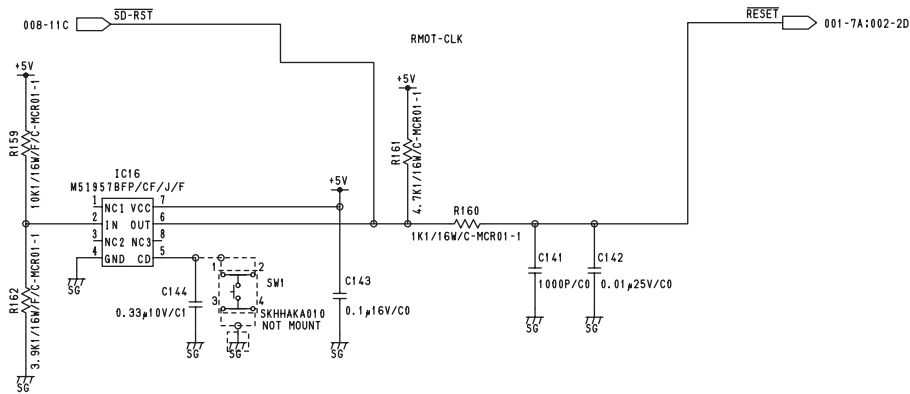 008-11C
SD-RST
RMOT-CLK
RESET
001-7A:002-2D
+5V
R159
10K1/16W/F/C-MCR01-1
+5V
R161
4.7K1/16W/C-MCR01-1
IC16
M51957BFP/CF/J/F
1 NC1 VCC 7
2 IN OUT 6
3 NC2 NC3 8
4 GND CD 5
+5V
R160
1K1/16W/C-MCR01-1
R162
3.9K1/16W/F/C-MCR01-1
SG
C144
0.33μ10V/C1
SG
1 2
3 4
SW1
SKHHAKA010
NOT MOUNT
SG
C143
0.1μ16V/C0
SG
C141
1000P/C0
SG
C142
0.01μ25V/C0
SG
SG